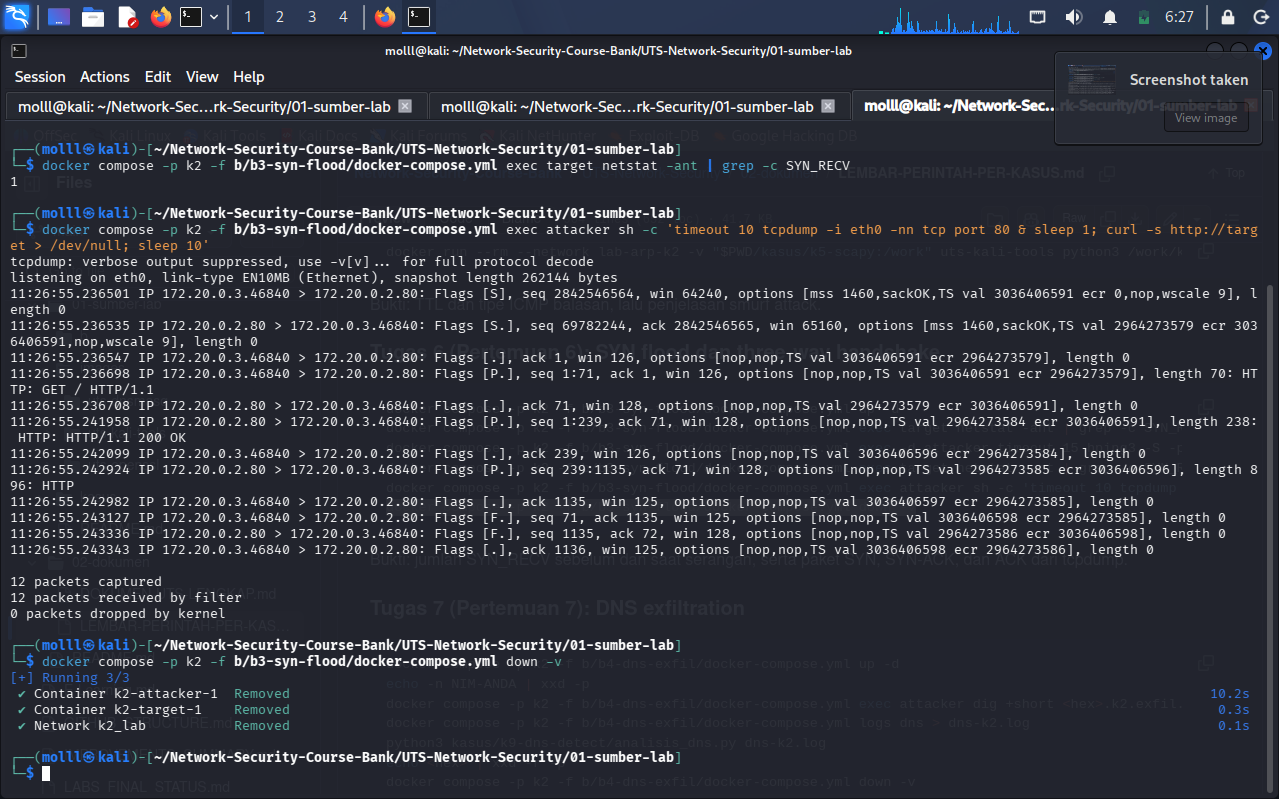 1 2 3 4 6:27
molll@kali: ~/Network-Security-Course-Bank/UTS-Network-Security/01-sumber-lab
Session Actions Edit View Help
Screenshot taken
View image
molll@kali: ~/Network-Sec...rk-Security/01-sumber-lab molll@kali: ~/Network-Sec...rk-Security/01-sumber-lab molll@kali: ~/Network-Sec...rk-Security/01-sumber-lab
┌──(molll㉿kali)-[~/Network-Security-Course-Bank/UTS-Network-Security/01-sumber-lab]
└─$ docker compose -p k2 -f b/b3-syn-flood/docker-compose.yml exec target netstat -ant | grep -c SYN_RECV
1
┌──(molll㉿kali)-[~/Network-Security-Course-Bank/UTS-Network-Security/01-sumber-lab]
└─$ docker compose -p k2 -f b/b3-syn-flood/docker-compose.yml exec attacker sh -c 'timeout 10 tcpdump -i eth0 -nn tcp port 80 & sleep 1; curl -s http://targ
et > /dev/null; sleep 10'
tcpdump: verbose output suppressed, use -v[v]... for full protocol decode
listening on eth0, link-type EN10MB (Ethernet), snapshot length 262144 bytes
11:26:55.236501 IP 172.20.0.3.46840 > 172.20.0.2.80: Flags [S], seq 2842546564, win 64240, options [mss 1460,sackOK,TS val 3036406591 ecr 0,nop,wscale 9], l
ength 0
11:26:55.236535 IP 172.20.0.2.80 > 172.20.0.3.46840: Flags [S.], seq 69782244, ack 2842546565, win 65160, options [mss 1460,sackOK,TS val 2964273579 ecr 303
6406591,nop,wscale 9], length 0
11:26:55.236547 IP 172.20.0.3.46840 > 172.20.0.2.80: Flags [.], ack 1, win 126, options [nop,nop,TS val 3036406591 ecr 2964273579], length 0
11:26:55.236698 IP 172.20.0.3.46840 > 172.20.0.2.80: Flags [P.], seq 1:71, ack 1, win 126, options [nop,nop,TS val 3036406591 ecr 2964273579], length 70: HT
TP: GET / HTTP/1.1
11:26:55.236708 IP 172.20.0.2.80 > 172.20.0.3.46840: Flags [.], ack 71, win 128, options [nop,nop,TS val 2964273579 ecr 3036406591], length 0
11:26:55.241958 IP 172.20.0.2.80 > 172.20.0.3.46840: Flags [P.], seq 1:239, ack 71, win 128, options [nop,nop,TS val 2964273584 ecr 3036406591], length 238:
HTTP: HTTP/1.1 200 OK
11:26:55.242099 IP 172.20.0.3.46840 > 172.20.0.2.80: Flags [.], ack 239, win 126, options [nop,nop,TS val 3036406596 ecr 2964273584], length 0
11:26:55.242924 IP 172.20.0.2.80 > 172.20.0.3.46840: Flags [P.], seq 239:1135, ack 71, win 128, options [nop,nop,TS val 2964273585 ecr 3036406596], length 8
96: HTTP
11:26:55.242982 IP 172.20.0.3.46840 > 172.20.0.2.80: Flags [.], ack 1135, win 125, options [nop,nop,TS val 3036406597 ecr 2964273585], length 0
11:26:55.243127 IP 172.20.0.3.46840 > 172.20.0.2.80: Flags [F.], seq 71, ack 1135, win 125, options [nop,nop,TS val 3036406598 ecr 2964273585], length 0
11:26:55.243336 IP 172.20.0.2.80 > 172.20.0.3.46840: Flags [F.], seq 1135, ack 72, win 128, options [nop,nop,TS val 2964273586 ecr 3036406598], length 0
11:26:55.243343 IP 172.20.0.3.46840 > 172.20.0.2.80: Flags [.], ack 1136, win 125, options [nop,nop,TS val 3036406598 ecr 2964273586], length 0
12 packets captured
12 packets received by filter
0 packets dropped by kernel
Tugas 7 (Pertemuan 7): DNS exfiltration
┌──(molll㉿kali)-[~/Network-Security-Course-Bank/UTS-Network-Security/01-sumber-lab]
└─$ docker compose -p k2 -f b/b3-syn-flood/docker-compose.yml down -v
[+] Running 3/3
✔ Container k2-attacker-1 Removed 10.2s
✔ Container k2-target-1 Removed 0.3s
✔ Network k2_lab Removed 0.1s
┌──(molll㉿kali)-[~/Network-Security-Course-Bank/UTS-Network-Security/01-sumber-lab]
└─$